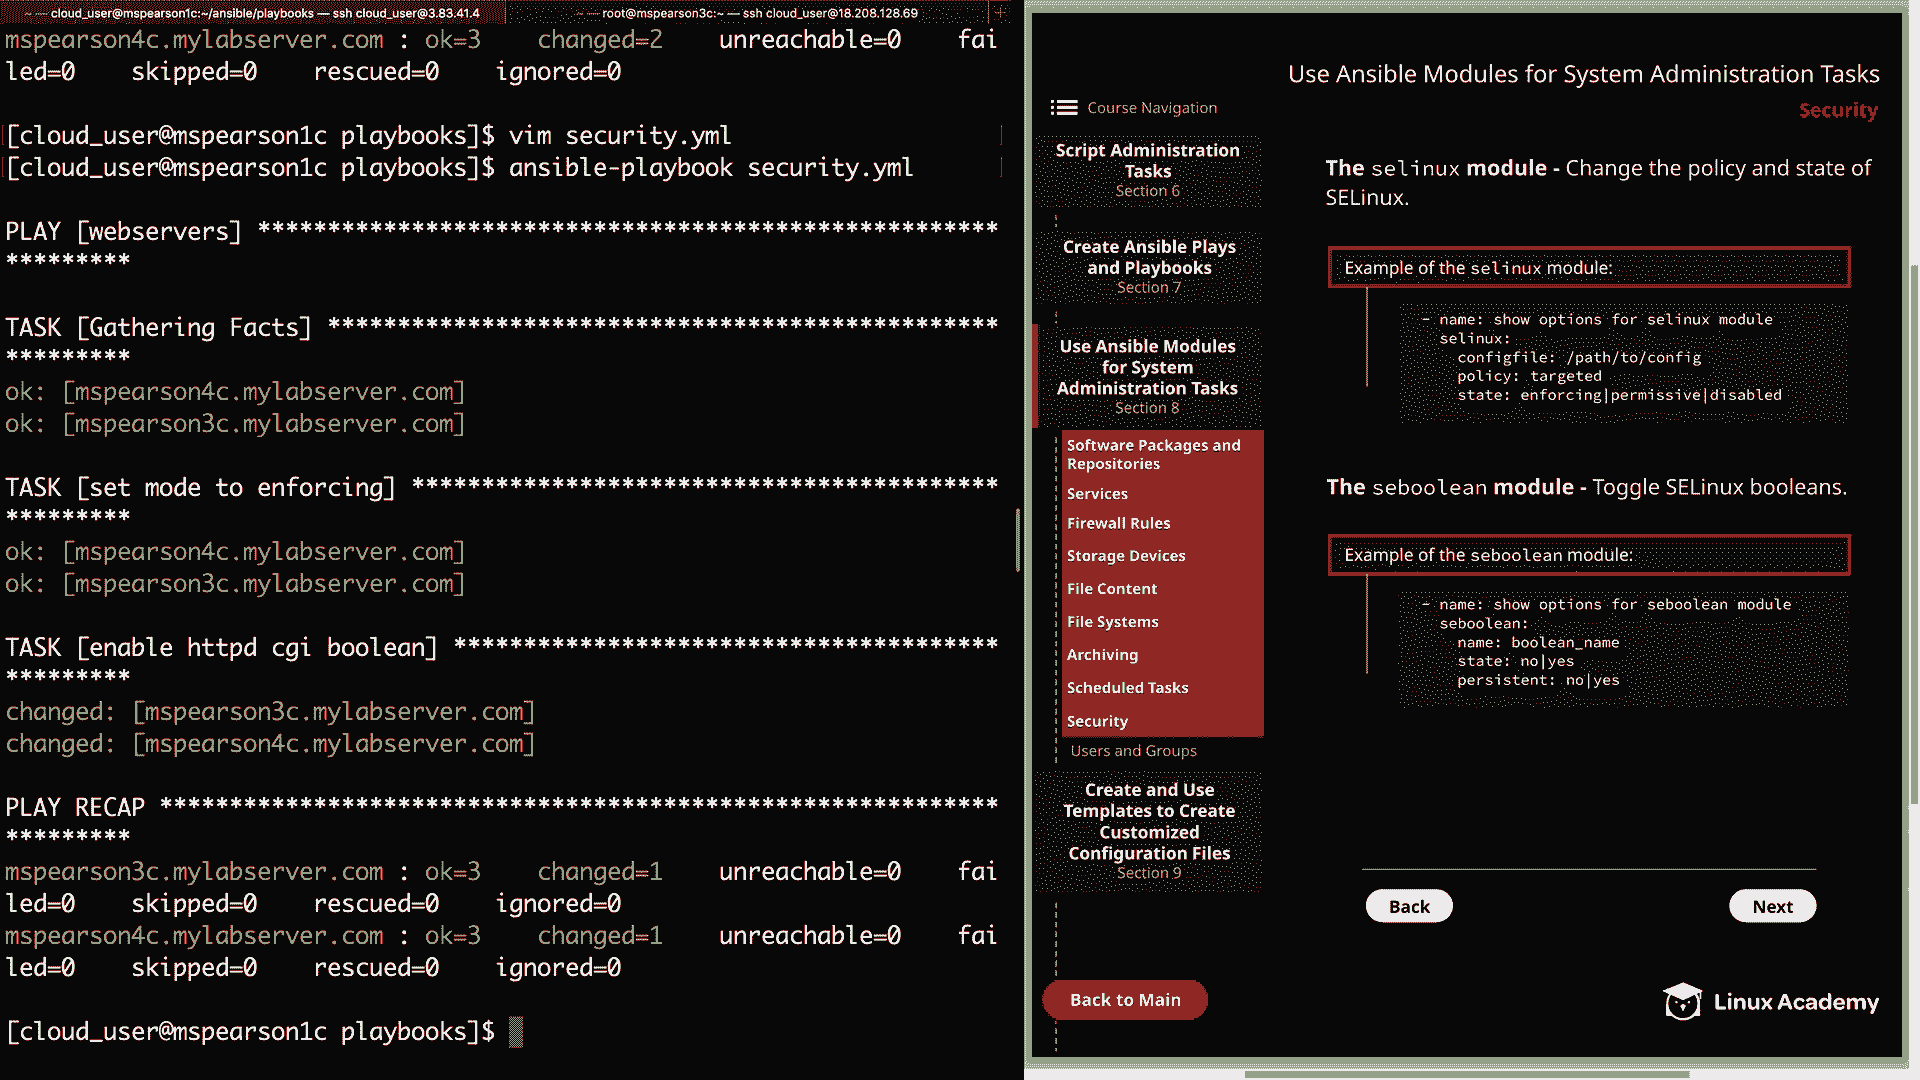 ~ — cloud_user@mspearson1c:~/ansible/playbooks — ssh cloud_user@3.83.41.4
~ — root@mspearson3c:~ — ssh cloud_user@18.208.128.69
+
mspearson4c.mylabserver.com : ok=3    changed=2    unreachable=0    fai
led=0    skipped=0    rescued=0    ignored=0
[cloud_user@mspearson1c playbooks]$ vim security.yml
[cloud_user@mspearson1c playbooks]$ ansible-playbook security.yml
PLAY [webservers] *****************************************************
*********
TASK [Gathering Facts] ************************************************
*********
ok: [mspearson4c.mylabserver.com]
ok: [mspearson3c.mylabserver.com]
TASK [set mode to enforcing] ******************************************
*********
ok: [mspearson4c.mylabserver.com]
ok: [mspearson3c.mylabserver.com]
TASK [enable httpd cgi boolean] ***************************************
*********
changed: [mspearson3c.mylabserver.com]
changed: [mspearson4c.mylabserver.com]
PLAY RECAP ************************************************************
*********
mspearson3c.mylabserver.com : ok=3    changed=1    unreachable=0    fai
led=0    skipped=0    rescued=0    ignored=0
mspearson4c.mylabserver.com : ok=3    changed=1    unreachable=0    fai
led=0    skipped=0    rescued=0    ignored=0
[cloud_user@mspearson1c playbooks]$
Use Ansible Modules for System Administration Tasks
Security
Course Navigation
Script Administration
Tasks
Section 6
Create Ansible Plays
and Playbooks
Section 7
Use Ansible Modules
for System
Administration Tasks
Section 8
Software Packages and
Repositories
Services
Firewall Rules
Storage Devices
File Content
File Systems
Archiving
Scheduled Tasks
Security
Users and Groups
Create and Use
Templates to Create
Customized
Configuration Files
Section 9
Back to Main
The selinux module - Change the policy and state of
SELinux.
Example of the selinux module:
- name: show options for selinux module
  selinux:
    configfile: /path/to/config
    policy: targeted
    state: enforcing|permissive|disabled
The seboolean module - Toggle SELinux booleans.
Example of the seboolean module:
- name: show options for seboolean module
  seboolean:
    name: boolean_name
    state: no|yes
    persistent: no|yes
Back
Next
Linux Academy